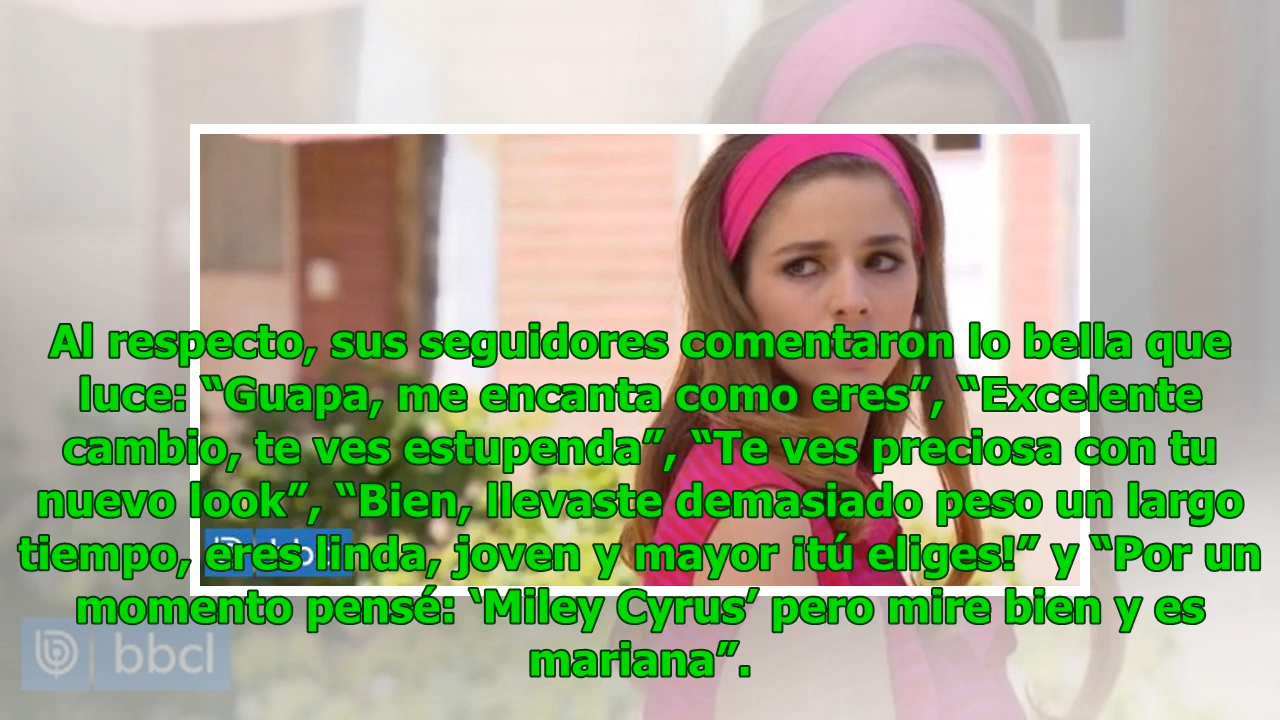 Al respecto, sus seguidores comentaron lo bella que
luce: “Guapa, me encanta como eres”, “Excelente
cambio, te ves estupenda”, “Te ves preciosa con tu
nuevo look”, “Bien, llevaste demasiado peso un largo
tiempo, eres linda, joven y mayor itú eliges!” y “Por un
momento pensé: ‘Miley Cyrus’ pero mire bien y es
mariana”.
bbcl